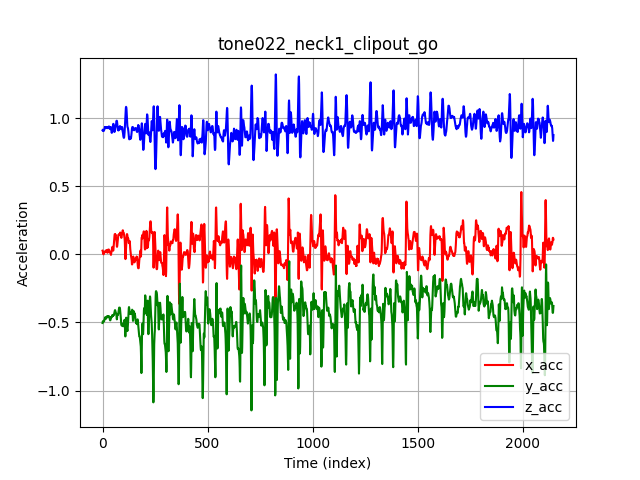 tone022_neck1_clipout_go
Acceleration
1.0
0.5
0.0
−0.5
−1.0
0
500
1000
1500
2000
Time (index)
x_acc
y_acc
z_acc